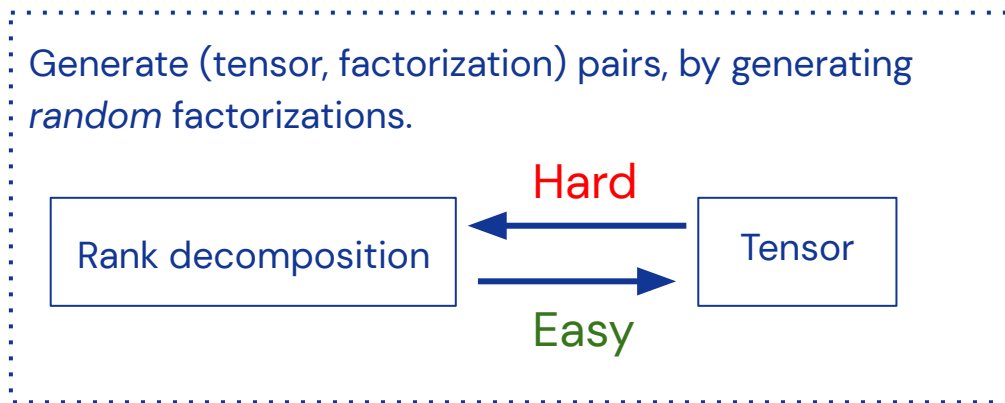 Generate (tensor, factorization) pairs, by generating
random factorizations.
Hard
Rank decomposition
Tensor
Easy